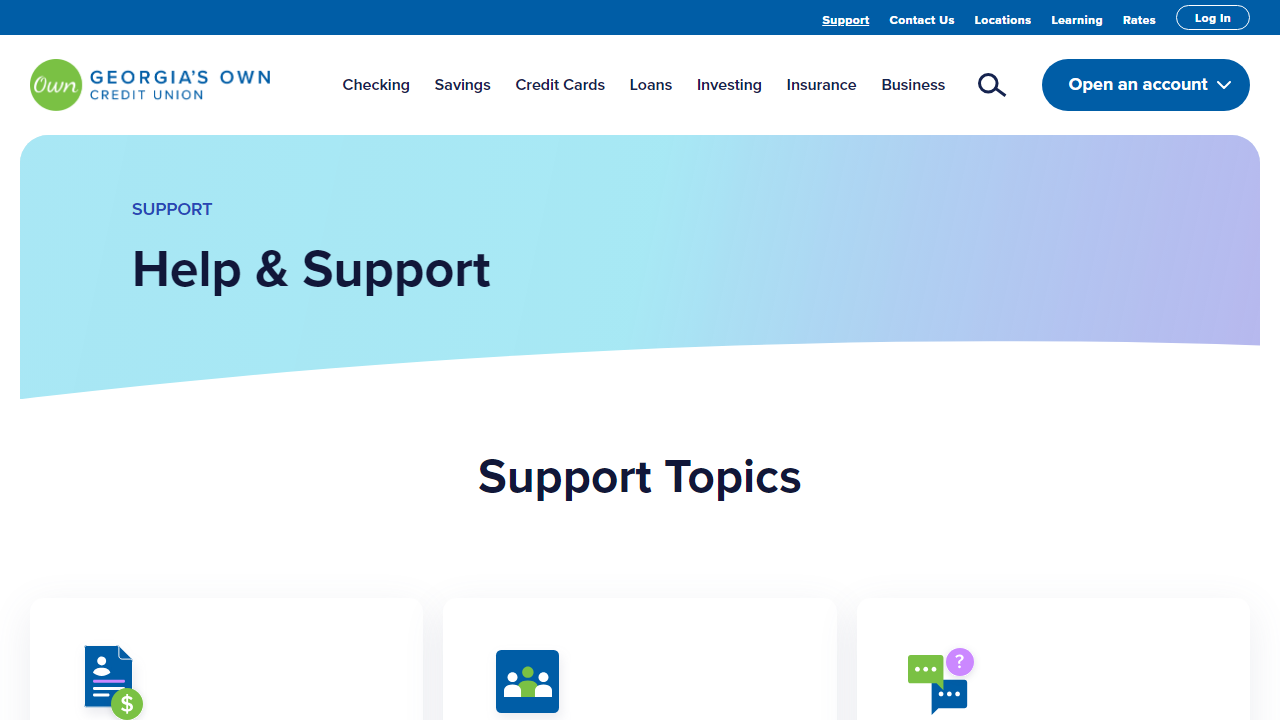 Support Contact Us Locations Learning Rates Log In
Own GEORGIA'S OWN
CREDIT UNION
Checking Savings Credit Cards Loans Investing Insurance Business Open an account
SUPPORT
Help & Support
Support Topics
$
?